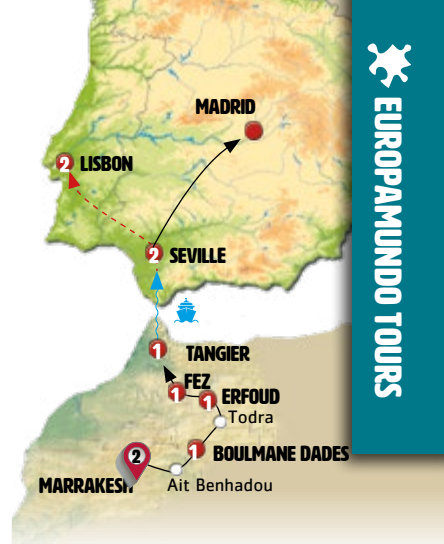 MADRID
2 LISBON
2 SEVILLE
1 TANGIER
1 FEZ
1 ERFOUD
Todra
1 BOULMANE DADES
2
MARRAKESH
Ait Benhadou
EUROPAMUNDO TOURS